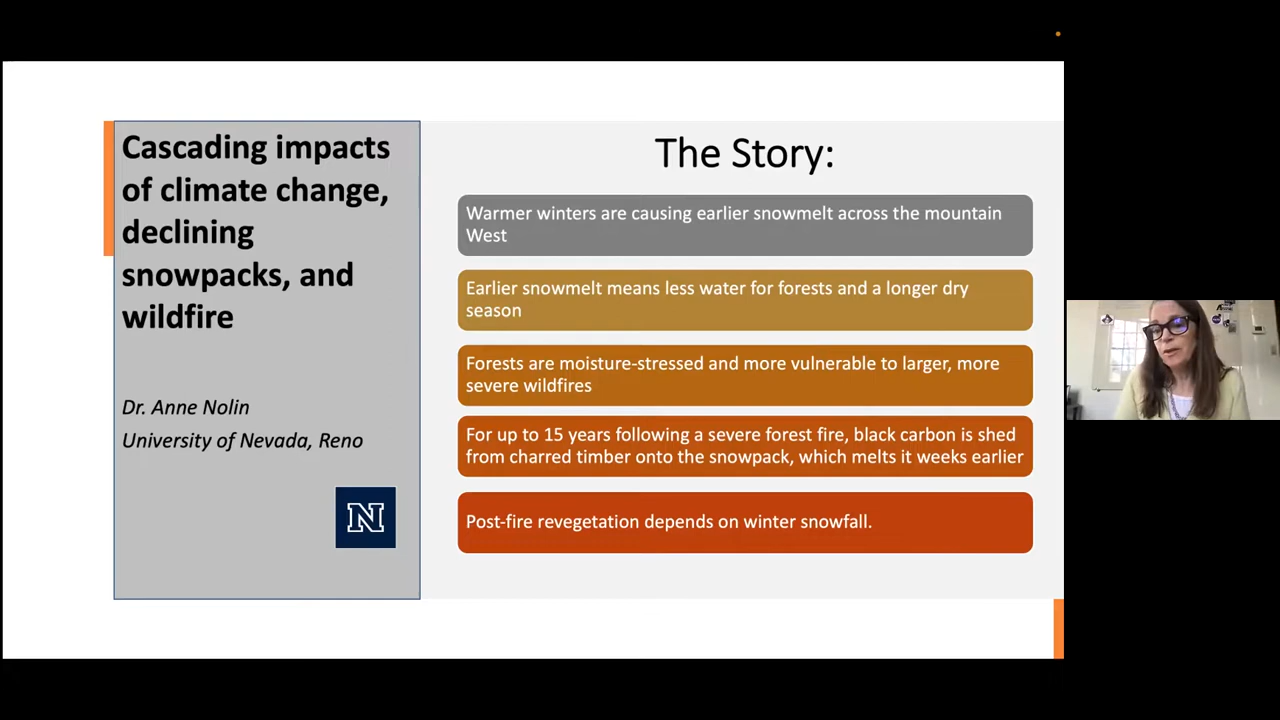 Cascading impacts
of climate change,
declining
snowpacks, and
wildfire
Dr. Anne Nolin
University of Nevada, Reno
N
The Story:
Warmer winters are causing earlier snowmelt across the mountain
West
Earlier snowmelt means less water for forests and a longer dry
season
Forests are moisture-stressed and more vulnerable to larger, more
severe wildfires
For up to 15 years following a severe forest fire, black carbon is shed
from charred timber onto the snowpack, which melts it weeks earlier
Post-fire revegetation depends on winter snowfall.